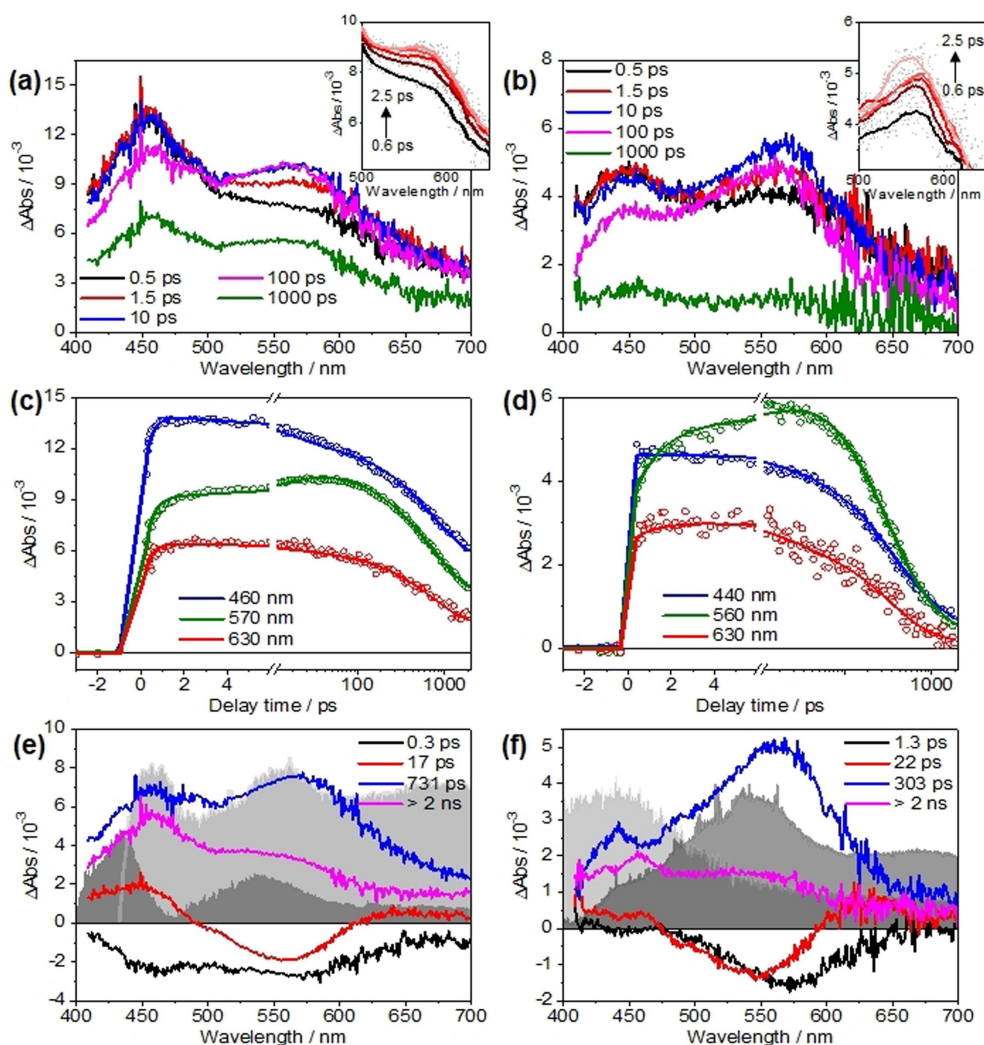 (a)
ΔAbs / 10⁻³
15
12
9
6
3
0
400 450 500 550 600 650 700
Wavelength / nm
0.5 ps
1.5 ps
10 ps
100 ps
1000 ps
ΔAbs / 10⁻³
10
8
6
500 600
Wavelength / nm
2.5 ps
0.6 ps
(b)
ΔAbs / 10⁻³
8
6
4
2
0
400 450 500 550 600 650 700
Wavelength / nm
0.5 ps
1.5 ps
10 ps
100 ps
1000 ps
ΔAbs / 10⁻³
6
5
4
500 600
Wavelength / nm
2.5 ps
0.6 ps
(c)
ΔAbs / 10⁻³
15
12
9
6
3
0
-2 0 2 4 100 1000
Delay time / ps
460 nm
570 nm
630 nm
(d)
ΔAbs / 10⁻³
6
4
2
0
-2 0 2 4 1000
Delay time / ps
440 nm
560 nm
630 nm
(e)
ΔAbs / 10⁻³
10
8
6
4
2
0
-2
-4
400 450 500 550 600 650 700
Wavelength / nm
0.3 ps
17 ps
731 ps
> 2 ns
(f)
ΔAbs / 10⁻³
5
4
3
2
1
0
-1
-2
400 450 500 550 600 650 700
Wavelength / nm
1.3 ps
22 ps
303 ps
> 2 ns